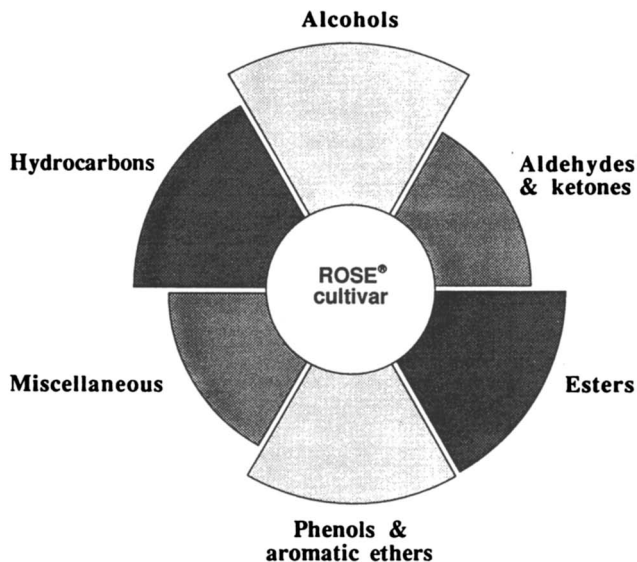 Alcohols
Hydrocarbons
Aldehydes
& ketones
ROSE®
cultivar
Miscellaneous
Esters
Phenols &
aromatic ethers